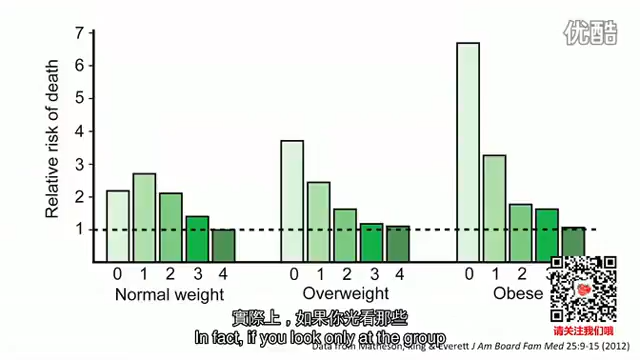 优酷
7
6
5
4
3
2
1
Relative risk of death
0 1 2 3 4
Normal weight
0 1 2 3 4
Overweight
0 1 2
Obese
实際上，如果你光看那些
In fact, if you look only at the group
Data from Matheson, King & Everett J Am Board Fam Med 25:9-15 (2012)
请关注我们哦